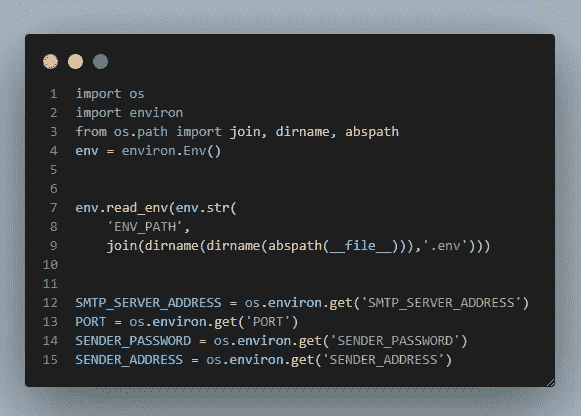 1 import os
2 import environ
3 from os.path import join, dirname, abspath
4 env = environ.Env()
5
6
7 env.read_env(env.str(
8     'ENV_PATH',
9     join(dirname(dirname(abspath(__file__))),'.env')))
10
11
12 SMTP_SERVER_ADDRESS = os.environ.get('SMTP_SERVER_ADDRESS')
13 PORT = os.environ.get('PORT')
14 SENDER_PASSWORD = os.environ.get('SENDER_PASSWORD')
15 SENDER_ADDRESS = os.environ.get('SENDER_ADDRESS')